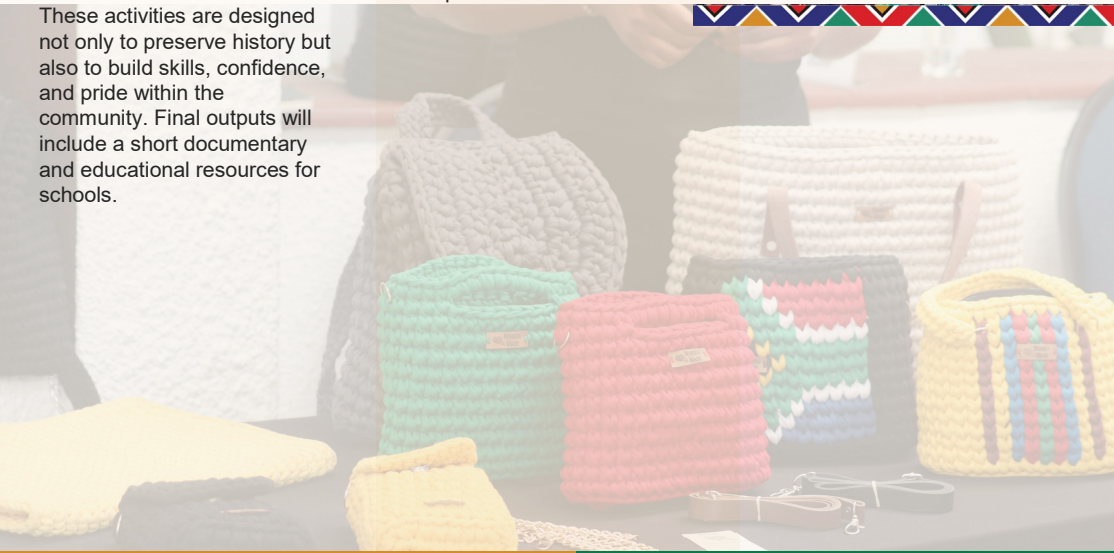 These activities are designed
not only to preserve history but
also to build skills, confidence,
and pride within the
community. Final outputs will
include a short documentary
and educational resources for
schools.